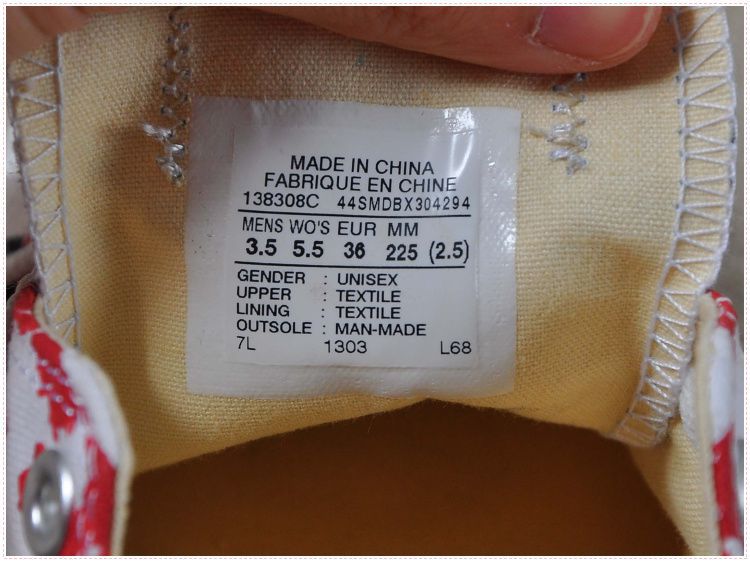 MADE IN CHINA
FABRIQUE EN CHINE
138308C 44SMDBX304294
MENS WO'S EUR MM
3.5 5.5 36 225 (2.5)
GENDER : UNISEX
UPPER : TEXTILE
LINING : TEXTILE
OUTSOLE : MAN-MADE
7L 1303 L68